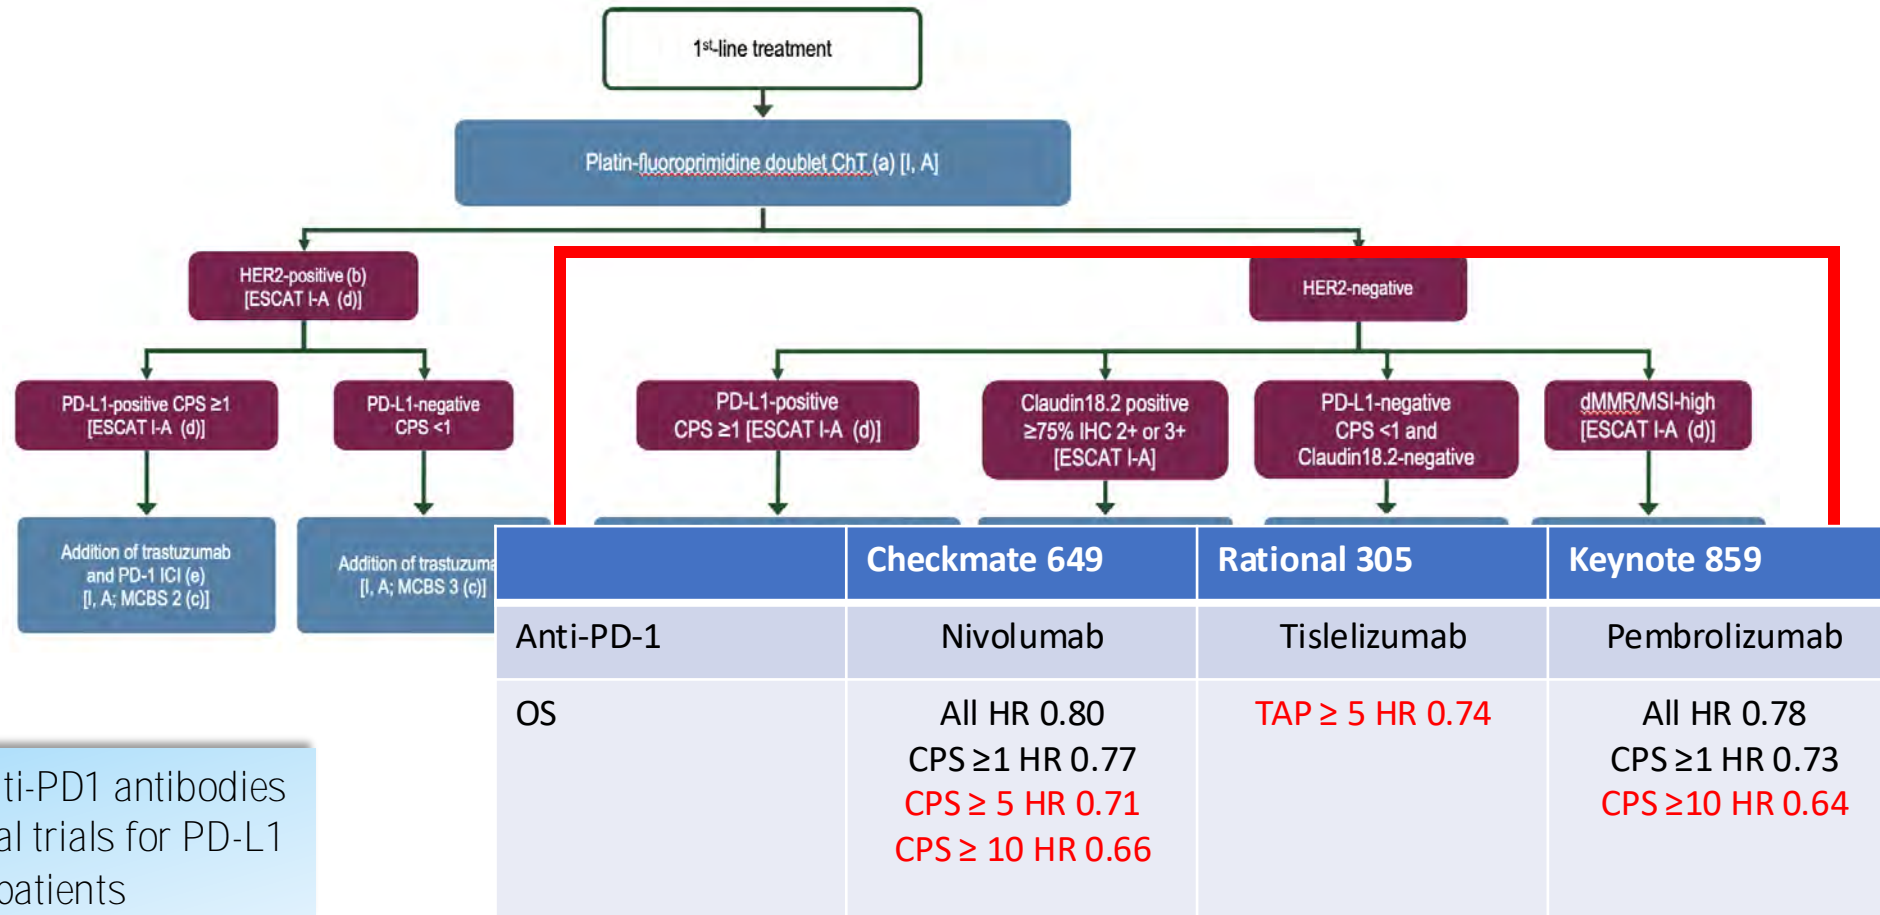 1st-line treatment
Platin-fluoroprimidine doublet ChT (a) [I, A]
HER2-positive (b)
[ESCAT I-A (d)]
HER2-negative
PD-L1-positive CPS ≥1
[ESCAT I-A (d)]
PD-L1-negative
CPS <1
PD-L1-positive
CPS ≥1 [ESCAT I-A (d)]
Claudin18.2 positive
≥75% IHC 2+ or 3+
[ESCAT I-A]
PD-L1-negative
CPS <1 and
Claudin18.2-negative
dMMR/MSI-high
[ESCAT I-A (d)]
Addition of trastuzumab
and PD-1 ICI (e)
[I, A; MCBS 2 (c)]
Addition of trastuzuma
[I, A; MCBS 3 (c)]
Checkmate 649 Rational 305 Keynote 859
Anti-PD-1 Nivolumab Tislelizumab Pembrolizumab
OS All HR 0.80 TAP ≥ 5 HR 0.74 All HR 0.78
CPS ≥1 HR 0.77 CPS ≥1 HR 0.73
CPS ≥ 5 HR 0.71 CPS ≥10 HR 0.64
CPS ≥ 10 HR 0.66
ti-PD1 antibodies
al trials for PD-L1
patients